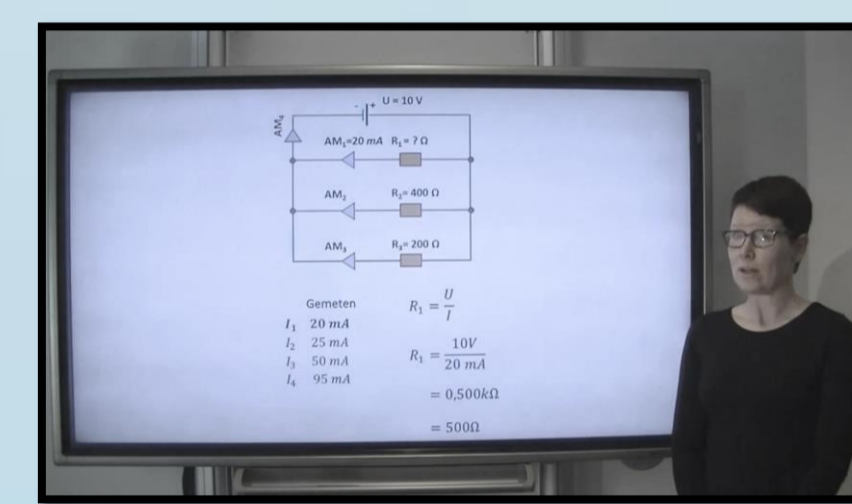 U = 10 V
AM₄
AM₁=20 mA R₁= ? Ω
AM₂ R₂= 400 Ω
AM₃ R₃= 200 Ω
Gemeten
I₁ 20 mA
I₂ 25 mA
I₃ 50 mA
I₄ 95 mA
R₁ = U/I
R₁ = 10V/20 mA
= 0,500kΩ
= 500Ω